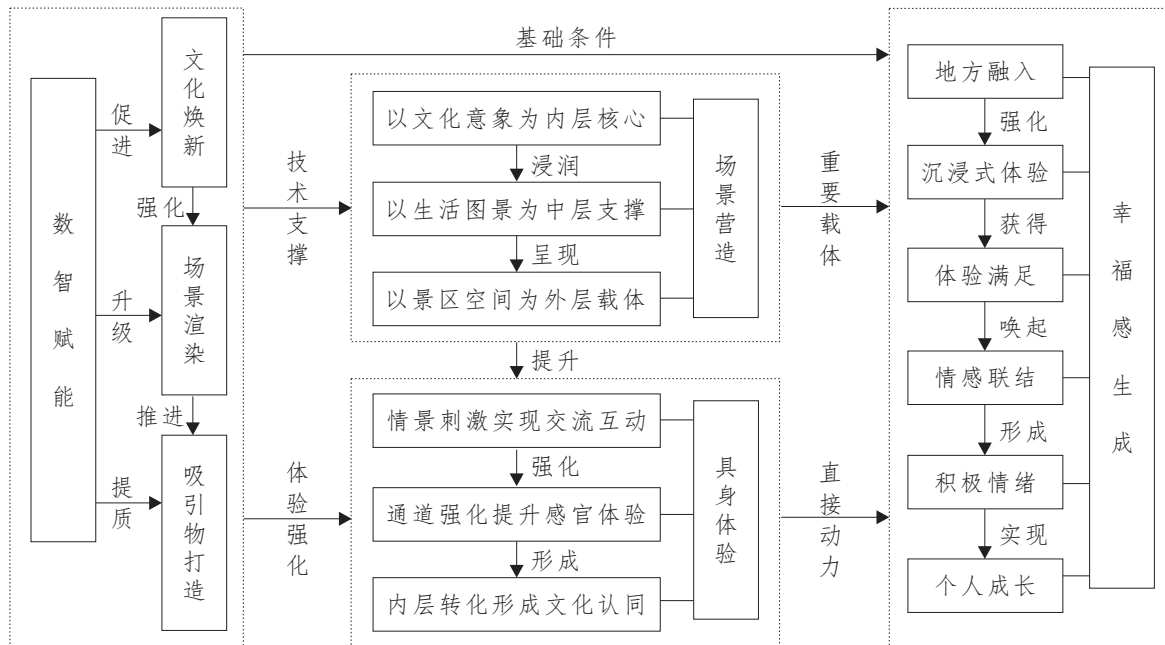 数智赋能
促进
升级
提质
文化焕新
强化
场景渲染
推进
吸引物打造
基础条件
技术支撑
体验强化
以文化意象为内层核心
浸润
以生活图景为中层支撑
呈现
以景区空间为外层载体
场景营造
提升
情景刺激实现交流互动
强化
通道强化提升感官体验
形成
内层转化形成文化认同
具身体验
重要载体
直接动力
地方融入
强化
沉浸式体验
获得
体验满足
唤起
情感联结
形成
积极情绪
实现
个人成长
幸福感生成